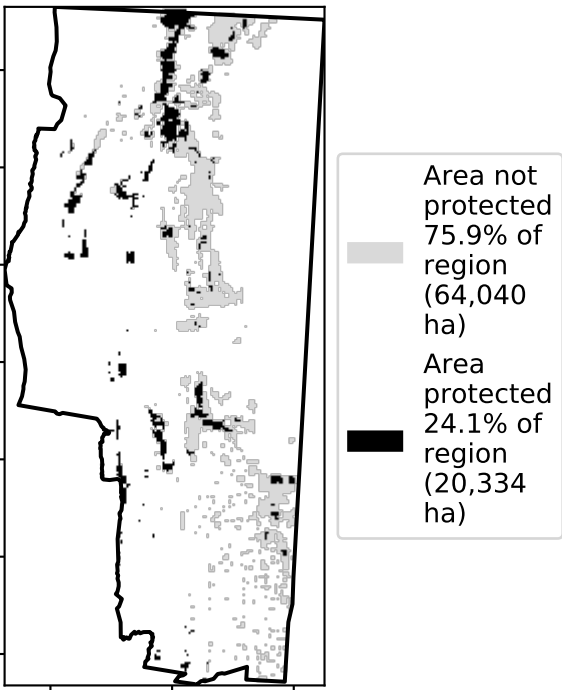 Area not
protected
75.9% of
region
(64,040
ha)
Area
protected
24.1% of
region
(20,334
ha)